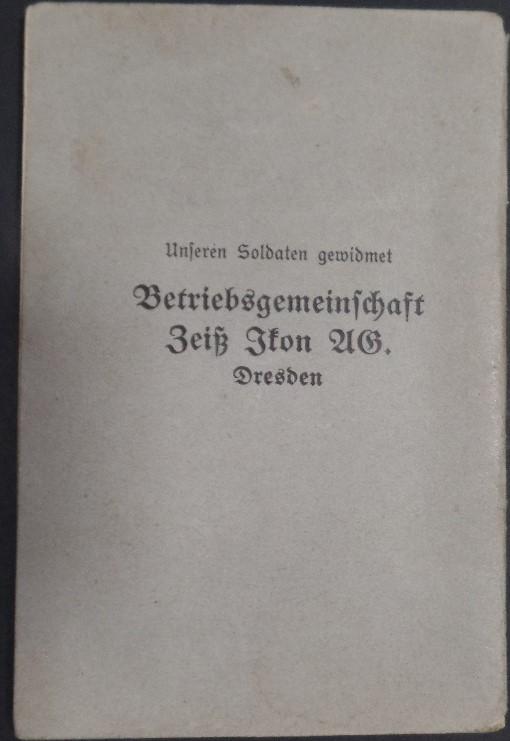 Unſeren Soldaten gewidmet
Betriebsgemeinſchaft
Zeiß Ikon AG.
Dresden